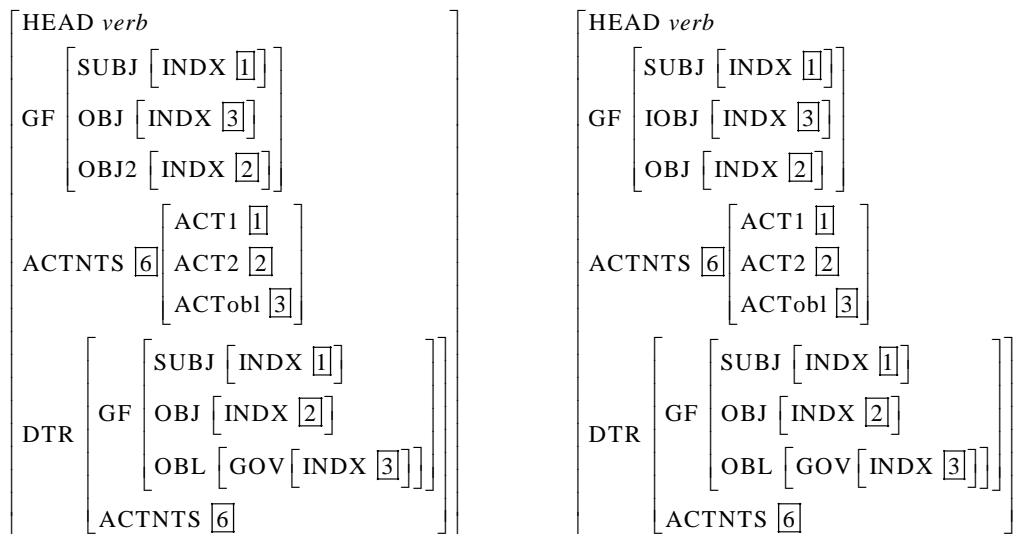 HEAD verb
GF SUBJ INDX 1
OBJ INDX 3
OBJ2 INDX 2
ACTNTS 6 ACT1 1
ACT2 2
ACTobl 3
DTR GF SUBJ INDX 1
OBJ INDX 2
OBL GOV INDX 3
ACTNTS 6
HEAD verb
GF SUBJ INDX 1
IOBJ INDX 3
OBJ INDX 2
ACTNTS 6 ACT1 1
ACT2 2
ACTobl 3
DTR GF SUBJ INDX 1
OBJ INDX 2
OBL GOV INDX 3
ACTNTS 6